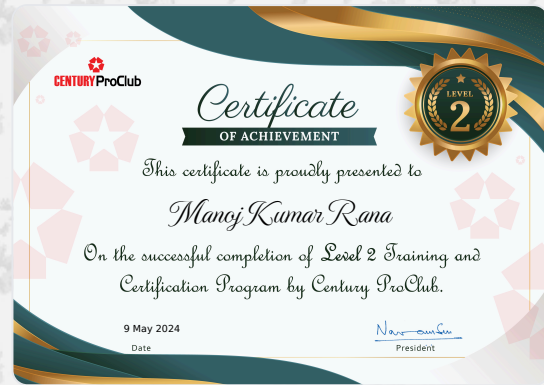 CENTURY ProClub
LEVEL
2
Certificate
OF ACHIEVEMENT
This certificate is proudly presented to
Manoj Kumar Rana
On the successful completion of Level 2 Training and
Certification Program by Century ProClub.
9 May 2024
Date
President